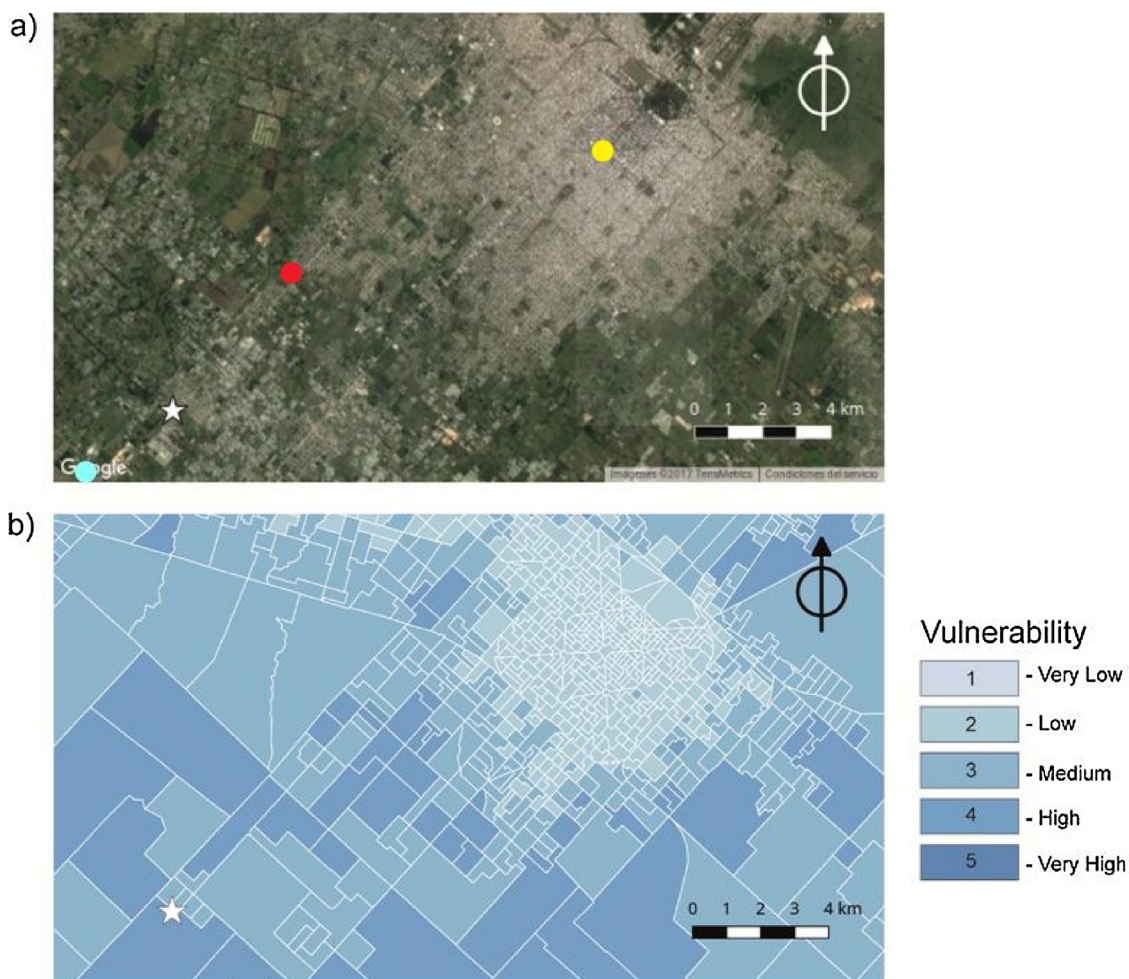 a)
0 1 2 3 4 km
Google
Imágenes ©2017 TerraMetrics Condiciones del servicio
b)
0 1 2 3 4 km
Vulnerability
1 - Very Low
2 - Low
3 - Medium
4 - High
5 - Very High